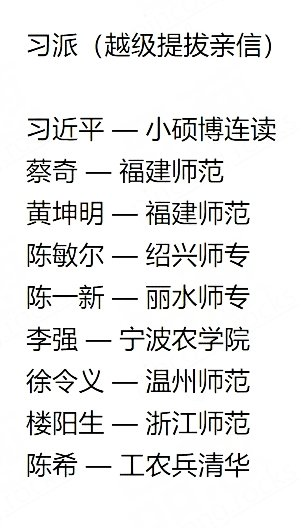 习派（越级提拔亲信）
习近平 — 小硕博连读
蔡奇 — 福建师范
黄坤明 — 福建师范
陈敏尔 — 绍兴师专
陈一新 — 丽水师专
李强 — 宁波农学院
徐令义 — 温州师范
楼阳生 — 浙江师范
陈希 — 工农兵清华